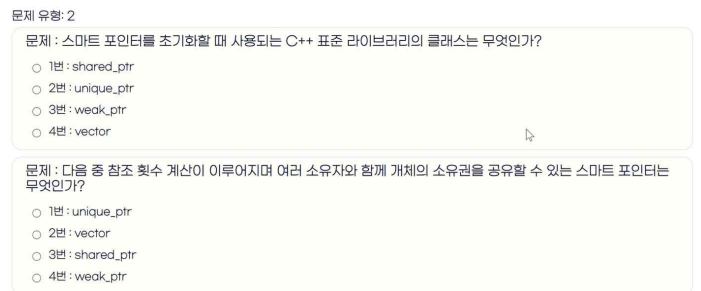 문제 유형: 2
문제 : 스마트 포인터를 초기화할 때 사용되는 C++ 표준 라이브러리의 클래스는 무엇인가?
1번 : shared_ptr
2번 : unique_ptr
3번 : weak_ptr
4번 : vector
문제 : 다음 중 참조 횟수 계산이 이루어지며 여러 소유자와 함께 개체의 소유권을 공유할 수 있는 스마트 포인터는
무엇인가?
1번 : unique_ptr
2번 : vector
3번 : shared_ptr
4번 : weak_ptr